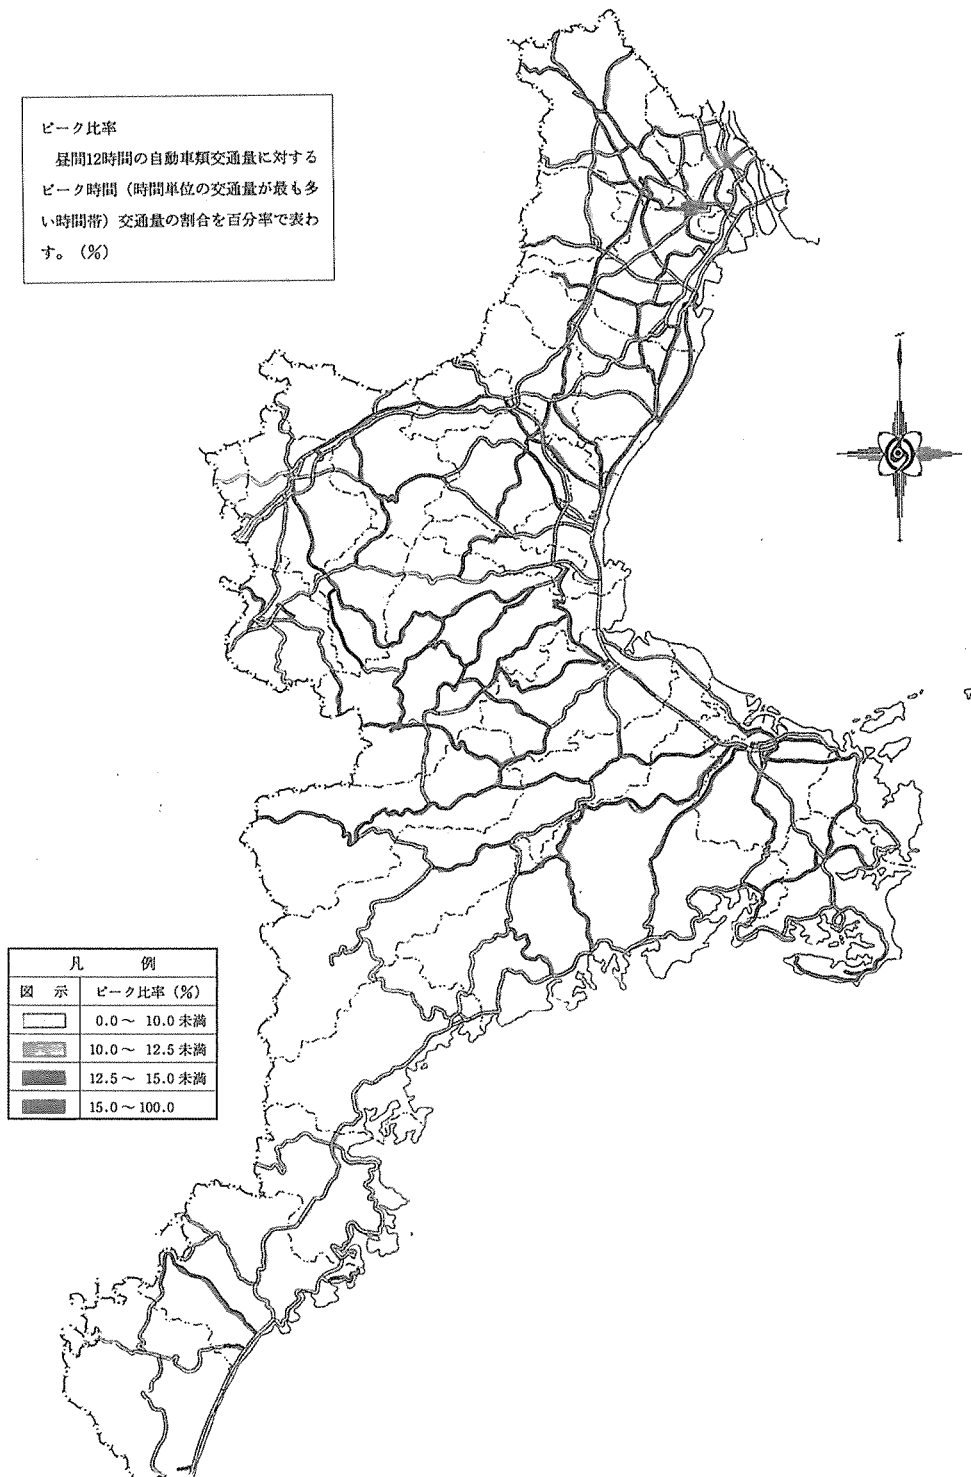 ピーク比率
昼間12時間の自動車類交通量に対する
ピーク時間（時間単位の交通量が最も多
い時間帯）交通量の割合を百分率で表わ
す。（％）
凡 例
図 示 ピーク比率（％）
0.0～ 10.0 未満
10.0～ 12.5 未満
12.5～ 15.0 未満
15.0～100.0